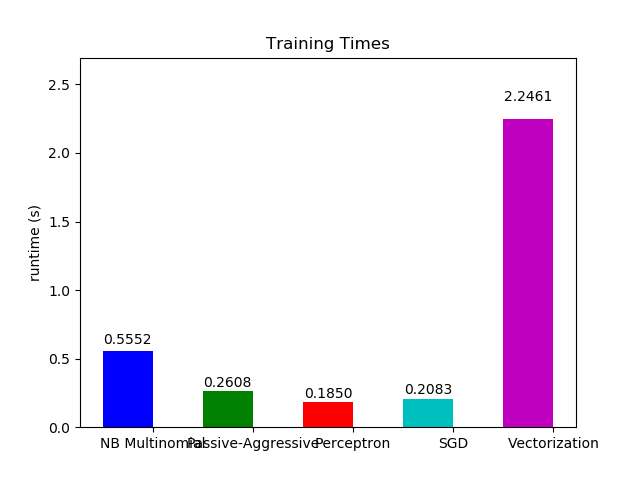 Training Times
2.5
2.0
1.5
1.0
0.5
0.0
runtime (s)
0.5552
0.2608
0.1850
0.2083
2.2461
NB Multinomial
Passive-Aggressive
Perceptron
SGD
Vectorization